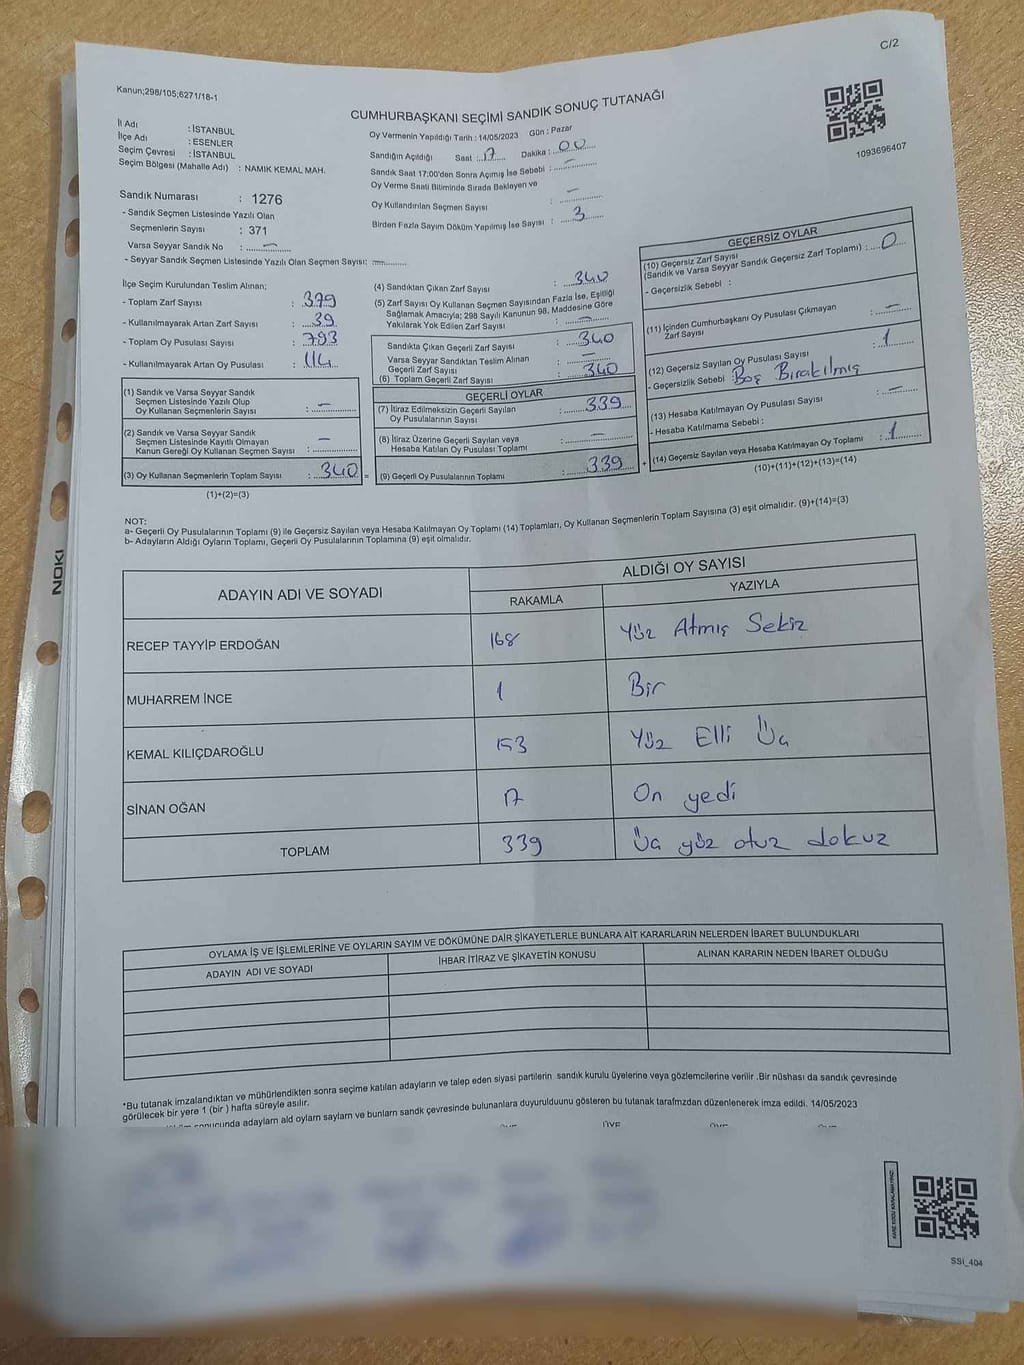 C/2
Kanun;298/105;6271/18-1
CUMHURBAŞKANI SEÇİMİ SANDIK SONUÇ TUTANAĞI
İl Adı : İSTANBUL
İlçe Adı : ESENLER
Seçim Çevresi : İSTANBUL
Seçim Bölgesi (Mahalle Adı) : NAMIK KEMAL MAH.
Oy Vermenin Yapıldığı Tarih : 14/05/2023 Gün : Pazar
Sandığın Açıldığı Saat : 17 Dakika : 00
Sandık Saat 17:00'den Sonra Açımış İse Sebebi : –
Oy Verme Saati Bitiminde Sırada Bekleyen ve
Oy Kullandırılan Seçmen Sayısı : –
Birden Fazla Sayım Döküm Yapılmış İse Sayısı : 3
1093696407
Sandık Numarası : 1276
- Sandık Seçmen Listesinde Yazılı Olan
Seçmenlerin Sayısı : 371
Varsa Seyyar Sandık No : –
- Seyyar Sandık Seçmen Listesinde Yazılı Olan Seçmen Sayısı:
İlçe Seçim Kurulundan Teslim Alınan;
- Toplam Zarf Sayısı : 379
- Kullanılmayarak Artan Zarf Sayısı : 39
- Toplam Oy Pusulası Sayısı :
- Kullanılmayarak Artan Oy Pusulası : 114
(1) Sandık ve Varsa Seyyar Sandık
Seçmen Listesinde Yazılı Olup
Oy Kullanan Seçmenlerin Sayısı : –
(2) Sandık ve Varsa Seyyar Sandık
Seçmen Listesinde Kayıtlı Olmayan
Kanun Gereği Oy Kullanan Seçmen Sayısı : –
(3) Oy Kullanan Seçmenlerin Toplam Sayısı : 340 =
(1)+(2)=(3)
(4) Sandıktan Çıkan Zarf Sayısı : 340
(5) Zarf Sayısı Oy Kullanan Seçmen Sayısından Fazla İse, Eşitliği
Sağlamak Amacıyla; 298 Sayılı Kanunun 98. Maddesine Göre
Yakılarak Yok Edilen Zarf Sayısı : –
Sandıkta Çıkan Geçerli Zarf Sayısı : 340
Varsa Seyyar Sandıktan Teslim Alınan
Geçerli Zarf Sayısı : –
(6) Toplam Geçerli Zarf Sayısı : 340
GEÇERLİ OYLAR
(7) İtiraz Edilmeksizin Geçerli Sayılan
Oy Pusulalarının Sayısı : 339
(8) İtiraz Üzerine Geçerli Sayılan veya
Hesaba Katılan Oy Pusulası Toplamı : –
(9) Geçerli Oy Pusulalarının Toplamı : 339 +
GEÇERSİZ OYLAR
(10) Geçersiz Zarf Sayısı
(Sandık ve Varsa Seyyar Sandık Geçersiz Zarf Toplamı) : 0
- Geçersizlik Sebebi :
(11) İçinden Cumhurbaşkanı Oy Pusulası Çıkmayan
Zarf Sayısı : –
(12) Geçersiz Sayılan Oy Pusulası Sayısı : 1
- Geçersizlik Sebebi : Boş Bırakılmış
(13) Hesaba Katılmayan Oy Pusulası Sayısı : –
- Hesaba Katılmama Sebebi :
(14) Geçersiz Sayılan veya Hesaba Katılmayan Oy Toplamı : 1
(10)+(11)+(12)+(13)=(14)
NOT:
a- Geçerli Oy Pusulalarının Toplamı (9) ile Geçersiz Sayılan veya Hesaba Katılmayan Oy Toplamı (14) Toplamları, Oy Kullanan Seçmenlerin Toplam Sayısına (3) eşit olmalıdır. (9)+(14)=(3)
b- Adayların Aldığı Oyların Toplamı, Geçerli Oy Pusulalarının Toplamına (9) eşit olmalıdır.
ADAYIN ADI VE SOYADI
ALDIĞI OY SAYISI
RAKAMLA YAZIYLA
RECEP TAYYİP ERDOĞAN 168 Yüz Atmış Sekiz
MUHARREM İNCE 1 Bir
KEMAL KILIÇDAROĞLU 153 Yüz Elli Üç
SİNAN OĞAN 17 On yedi
TOPLAM 339 Üç yüz otuz dokuz
OYLAMA İŞ VE İŞLEMLERİNE VE OYLARIN SAYIM VE DÖKÜMÜNE DAİR ŞİKAYETLERLE BUNLARA AİT KARARLARIN NELERDEN İBARET BULUNDUKLARI
ADAYIN ADI VE SOYADI İHBAR İTİRAZ VE ŞİKAYETİN KONUSU ALINAN KARARIN NEDEN İBARET OLDUĞU
*Bu tutanak imzalandıktan ve mühürlendikten sonra seçime katılan adayların ve talep eden siyasi partilerin sandık kurulu üyelerine veya gözlemcilerine verilir .Bir nüshası da sandık çevresinde
görülecek bir yere 1 (bir ) hafta süreyle asılır.
sonucunda adayların ald oyların sayların ve bunların sandk çevresinde bulunanlara duyurulduunu gösteren bu tutanak tarafmzdan düzenlenerek imza edildi. 14/05/2023
NOKI
SSİ_404